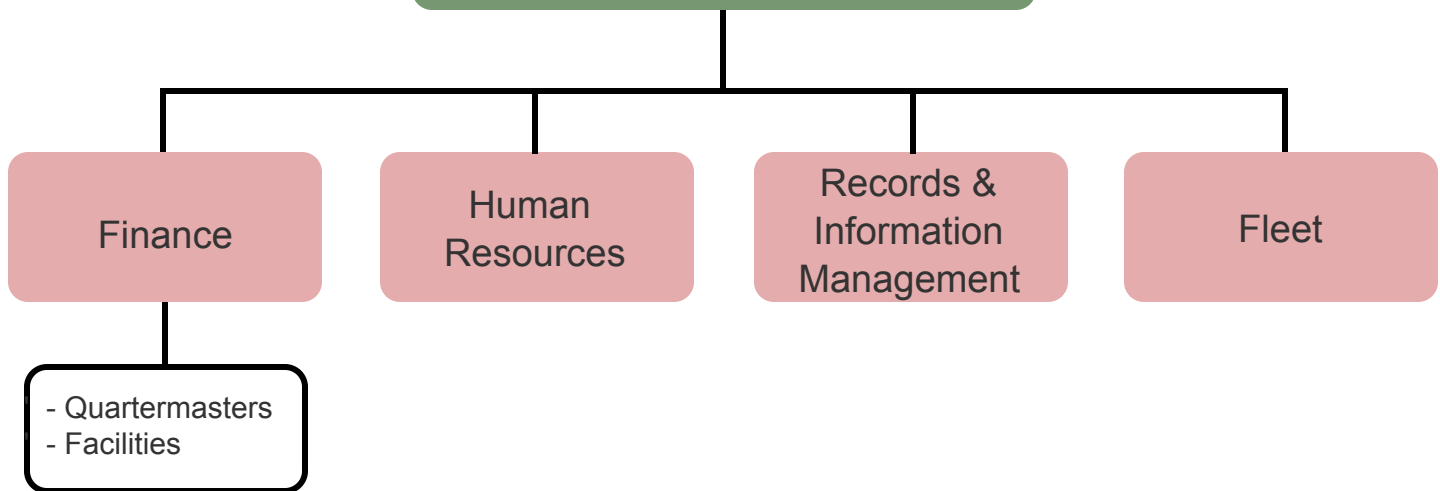 Finance
Human
Resources
Records &
Information
Management
Fleet
- Quartermasters
- Facilities